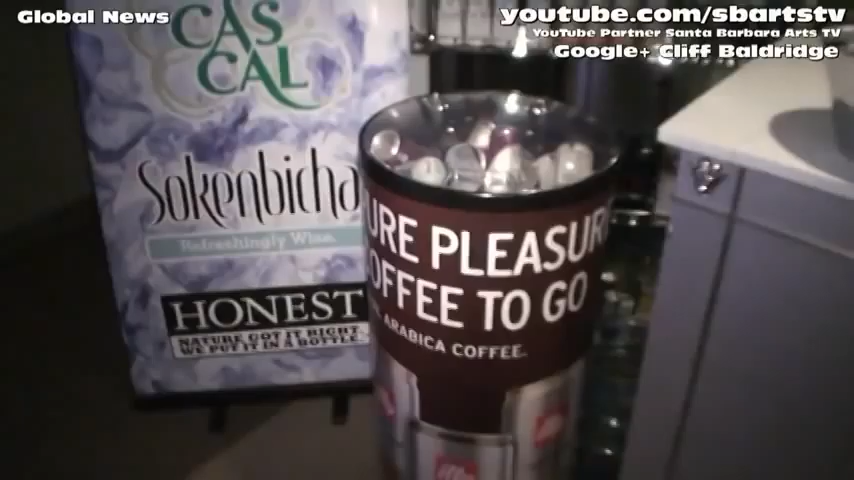 Global News
youtube.com/sbartstv
YouTube Partner Santa Barbara Arts TV
Google+ Cliff Baldridge
CAS
CAL
Sokenbicha
Refreshingly Wise.
HONEST
NATURE GOT IT RIGHT.
WE PUT IT IN A BOTTLE.
URE PLEASUR
OFFEE TO GO
ARABICA COFFEE.
illy